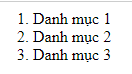 1. Danh mục 1
2. Danh mục 2
3. Danh mục 3